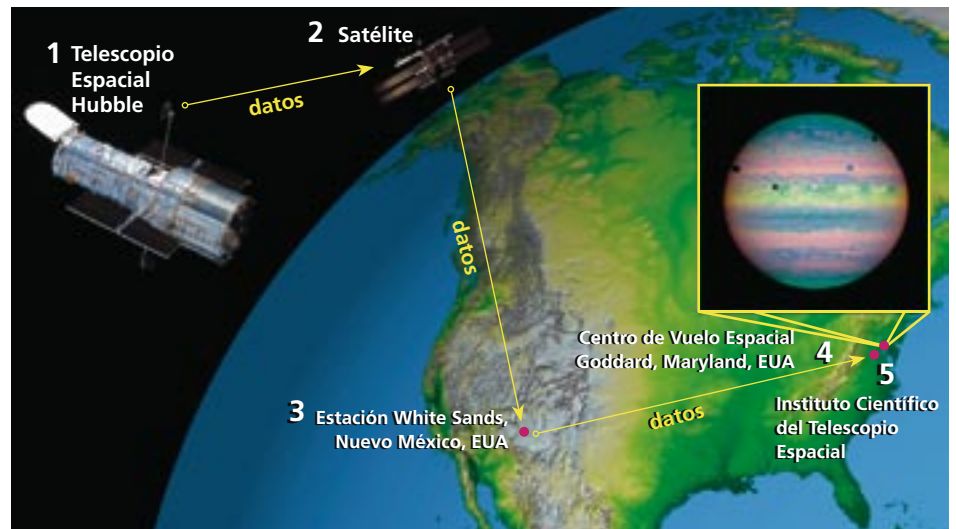 1 Telescopio
Espacial
Hubble
datos
2 Satélite
datos
3 Estación White Sands,
Nuevo México, EUA
datos
Centro de Vuelo Espacial
Goddard, Maryland, EUA 4
5
Instituto Científico
del Telescopio
Espacial